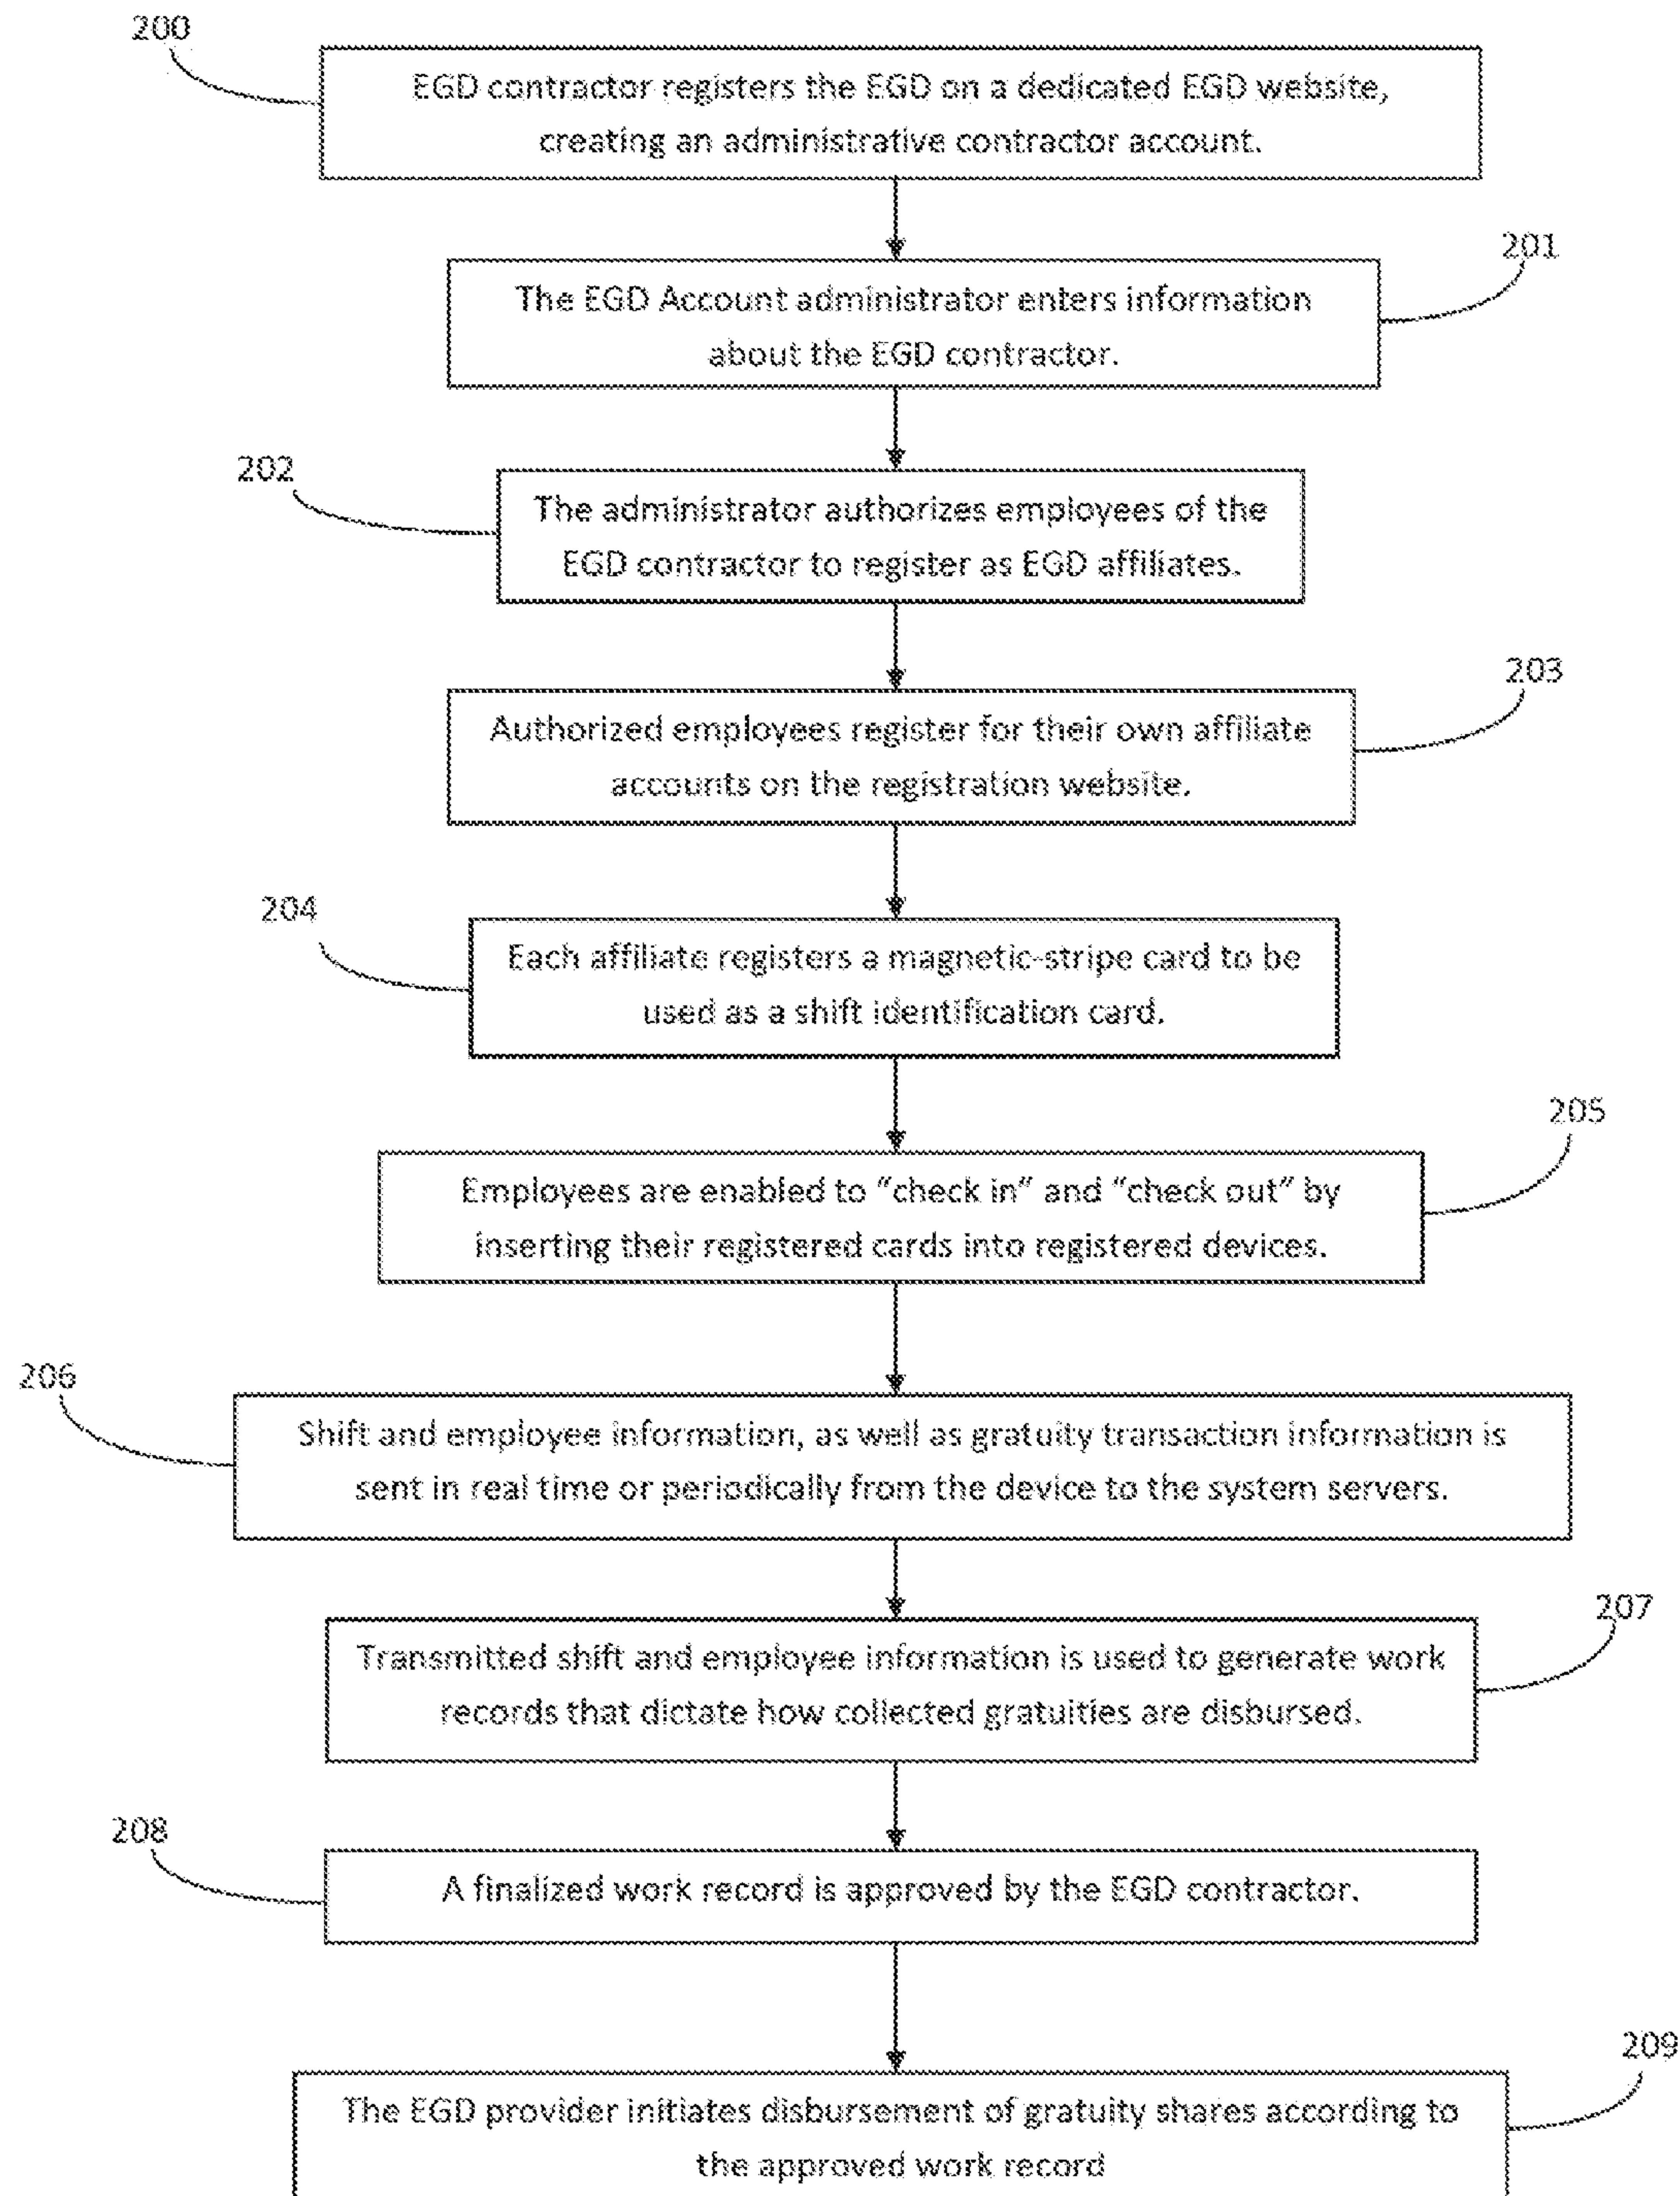 200
EGD contractor registers the EGD on a dedicated EGD website,
creating an administrative contractor account.
201
The EGD Account administrator enters information
about the EGD contractor.
202
The administrator authorizes employees of the
EGD contractor to register as EGD affiliates.
203
Authorized employees register for their own affiliate
accounts on the registration website.
204
Each affiliate registers a magnetic-stripe card to be
used as a shift identification card.
205
Employees are enabled to "check in" and "check out" by
inserting their registered cards into registered devices.
206
Shift and employee information, as well as gratuity transaction information is
sent in real time or periodically from the device to the system servers.
207
Transmitted shift and employee information is used to generate work
records that dictate how collected gratuities are disbursed.
208
A finalized work record is approved by the EGD contractor.
209
The EGD provider initiates disbursement of gratuity shares according to
the approved work record